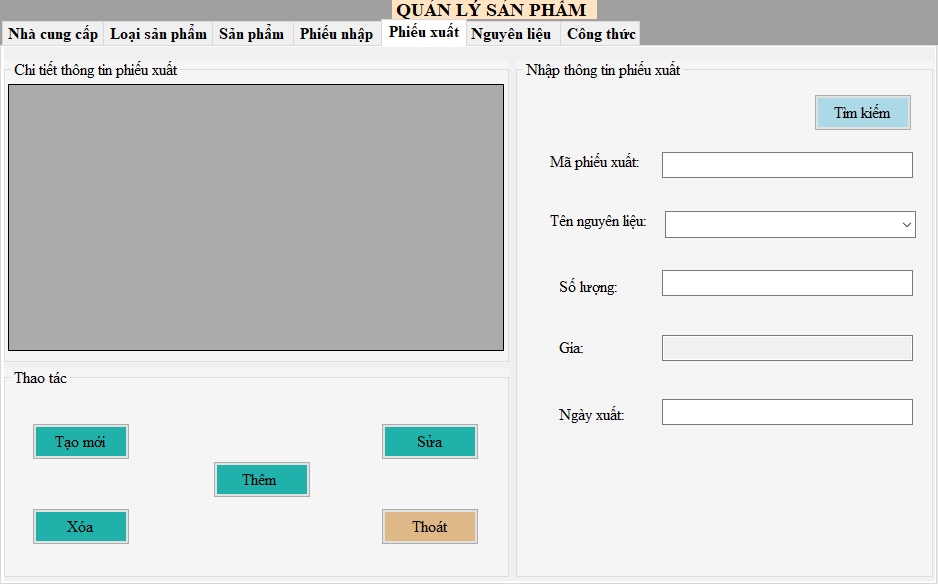 QUẢN LÝ SẢN PHẨM
Nhà cung cấp Loại sản phẩm Sản phẩm Phiếu nhập Phiếu xuất Nguyên liệu Công thức
Chi tiết thông tin phiếu xuất
Nhập thông tin phiếu xuất
Tìm kiếm
Mã phiếu xuất:
Tên nguyên liệu:
Số lượng:
Gía:
Ngày xuất:
Thao tác
Tạo mới
Sửa
Thêm
Xóa
Thoát